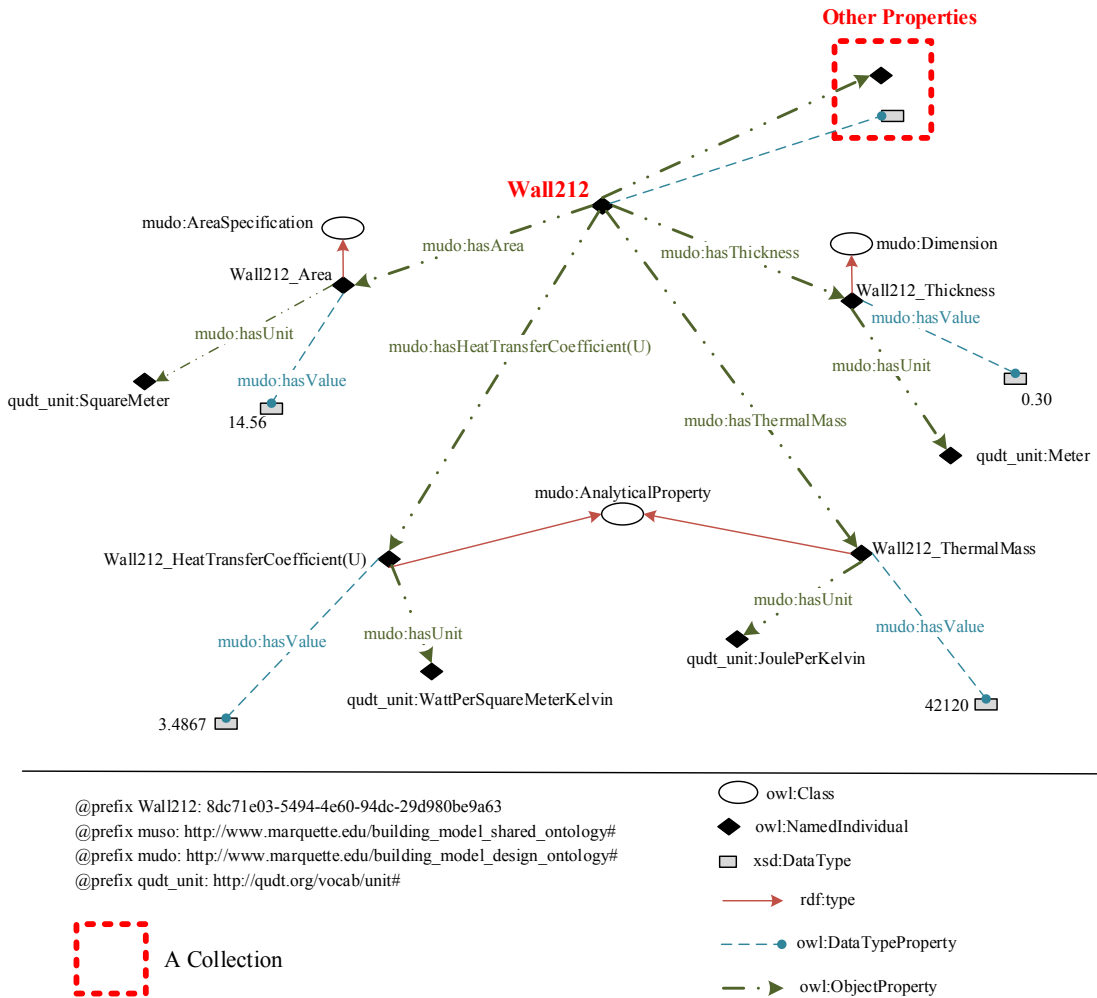 Other Properties
Wall212
mudo:AreaSpecification
mudo:hasArea
mudo:hasThickness
mudo:Dimension
Wall212_Area
Wall212_Thickness
mudo:hasUnit
mudo:hasValue
mudo:hasHeatTransferCoefficient(U)
mudo:hasValue
mudo:hasUnit
qudt_unit:SquareMeter
14.56
0.30
mudo:hasThermalMass
qudt_unit:Meter
mudo:AnalyticalProperty
Wall212_HeatTransferCoefficient(U)
Wall212_ThermalMass
mudo:hasValue
mudo:hasUnit
mudo:hasUnit
mudo:hasValue
qudt_unit:JoulePerKelvin
qudt_unit:WattPerSquareMeterKelvin
3.4867
42120
@prefix Wall212: 8dc71e03-5494-4e60-94dc-29d980be9a63
@prefix muso: http://www.marquette.edu/building_model_shared_ontology#
@prefix mudo: http://www.marquette.edu/building_model_design_ontology#
@prefix qudt_unit: http://qudt.org/vocab/unit#
A Collection
owl:Class
owl:NamedIndividual
xsd:DataType
rdf:type
owl:DataTypeProperty
owl:ObjectProperty